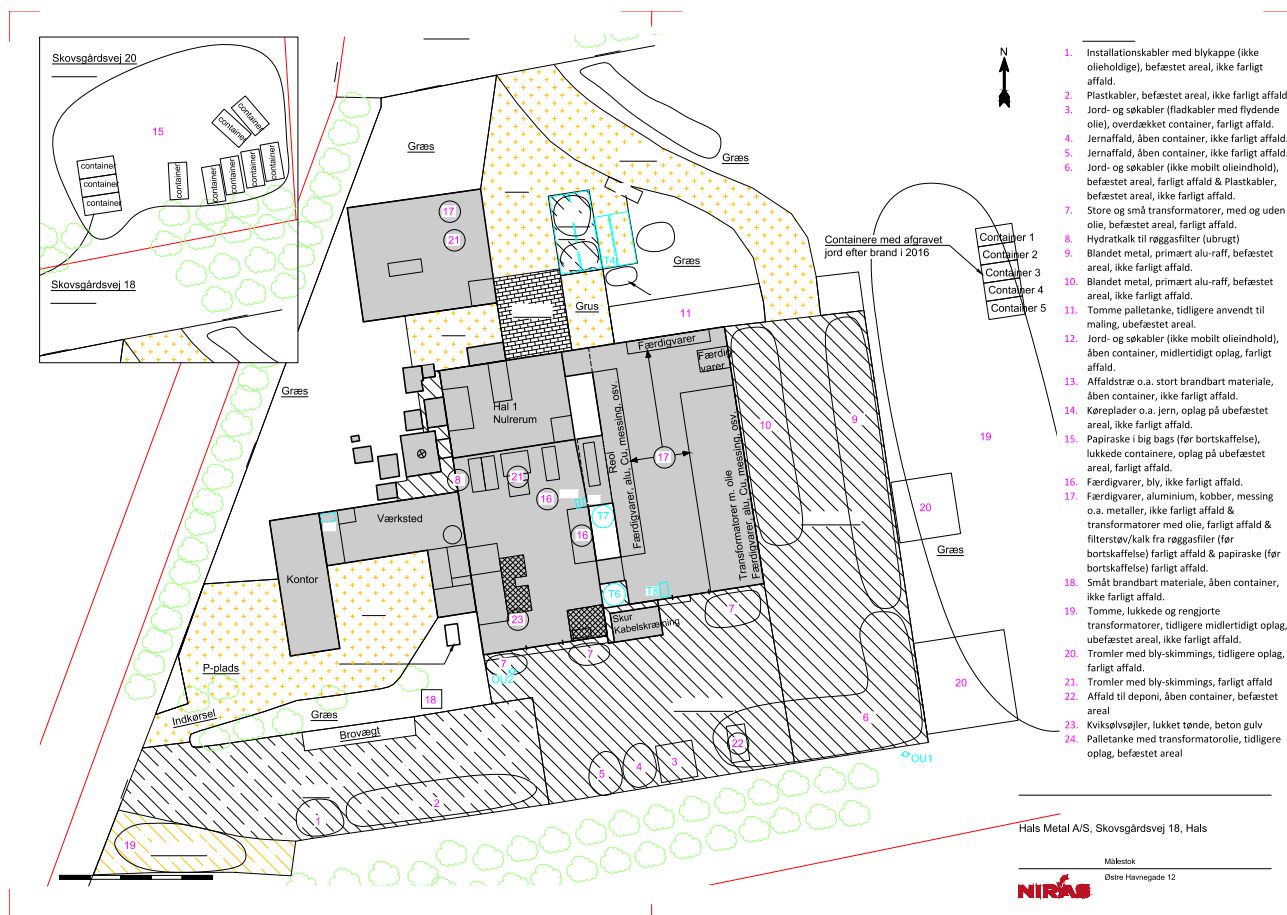 Skovsgårdsvej 20
15
container
container
container
container
container
container
container
container
container
container
Skovsgårdsvej 18
Græs
Græs
N
17
21
T4
Græs
Grus
11
Containere med afgravet
jord efter brand i 2016
Container 1
Container 2
Container 3
Container 4
Container 5
Græs
Færdigvarer
Færdig
varer
Hal 1
Nulrerum
Reol
Færdigvarer, alu, Cu, messing, osv.
17
Transformatorer m. olie
Færdigvarer, alu, Cu, messing, osv.
10
9
19
8
21
16
16
T7
20
Græs
Værksted
Kontor
23
T6
T8
Skur
Kabelskræning
7
7
7
OU2
P-plads
Indkørsel
Græs
18
Brovægt
20
6
22
3
4
5
OU1
2
1
19
1. Installationskabler med blykappe (ikke
olieholdige), befæstet areal, ikke farligt
affald.
2. Plastkabler, befæstet areal, ikke farligt affald
3. Jord- og søkabler (fladkabler med flydende
olie), overdækket container, farligt affald.
4. Jernaffald, åben container, ikke farligt affald.
5. Jernaffald, åben container, ikke farligt affald.
6. Jord- og søkabler (ikke mobilt olieindhold),
befæstet areal, farligt affald & Plastkabler,
befæstet areal, ikke farligt affald.
7. Store og små transformatorer, med og uden
olie, befæstet areal, farligt affald.
8. Hydratkalk til røggasfilter (ubrugt)
9. Blandet metal, primært alu-raff, befæstet
areal, ikke farligt affald.
10. Blandet metal, primært alu-raff, befæstet
areal, ikke farligt affald.
11. Tomme palletanke, tidligere anvendt til
maling, ubefæstet areal.
12. Jord- og søkabler (ikke mobilt olieindhold),
åben container, midlertidigt oplag, farligt
affald.
13. Affaldstræ o.a. stort brandbart materiale,
åben container, ikke farligt affald.
14. Køreplader o.a. jern, oplag på ubefæstet
areal, ikke farligt affald.
15. Papiraske i big bags (før bortskaffelse),
lukkede containere, oplag på ubefæstet
areal, farligt affald.
16. Færdigvarer, bly, ikke farligt affald.
17. Færdigvarer, aluminium, kobber, messing
o.a. metaller, ikke farligt affald &
transformatorer med olie, farligt affald &
filterstøv/kalk fra røggasfiler (før
bortskaffelse) farligt affald & papiraske (før
bortskaffelse) farligt affald.
18. Småt brandbart materiale, åben container,
ikke farligt affald.
19. Tomme, lukkede og rengjorte
transformatorer, tidligere midlertidigt oplag,
ubefæstet areal, ikke farligt affald.
20. Tromler med bly-skimmings, tidligere oplag,
farligt affald.
21. Tromler med bly-skimmings, farligt affald
22. Affald til deponi, åben container, befæstet
areal
23. Kviksølvsøjler, lukket tønde, beton gulv
24. Palletanke med transformatorolie, tidligere
oplag, befæstet areal
Hals Metal A/S, Skovsgårdsvej 18, Hals
Målestok
Østre Havnegade 12
NIRAS